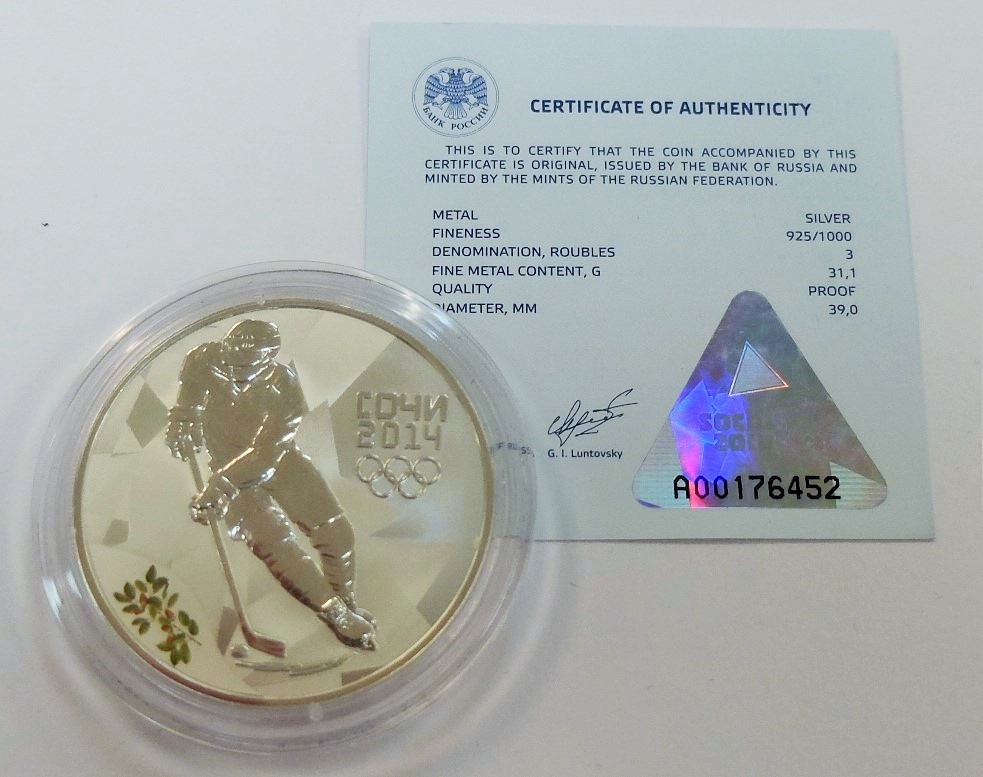 БАНК РОССИИ
CERTIFICATE OF AUTHENTICITY
THIS IS TO CERTIFY THAT THE COIN ACCOMPANIED BY THIS
CERTIFICATE IS ORIGINAL, ISSUED BY THE BANK OF RUSSIA AND
MINTED BY THE MINTS OF THE RUSSIAN FEDERATION.
METAL SILVER
FINENESS 925/1000
DENOMINATION, ROUBLES 3
FINE METAL CONTENT, G 31,1
QUALITY PROOF
DIAMETER, MM 39,0
G. I. Luntovsky
A00176452
СОЧИ
2014